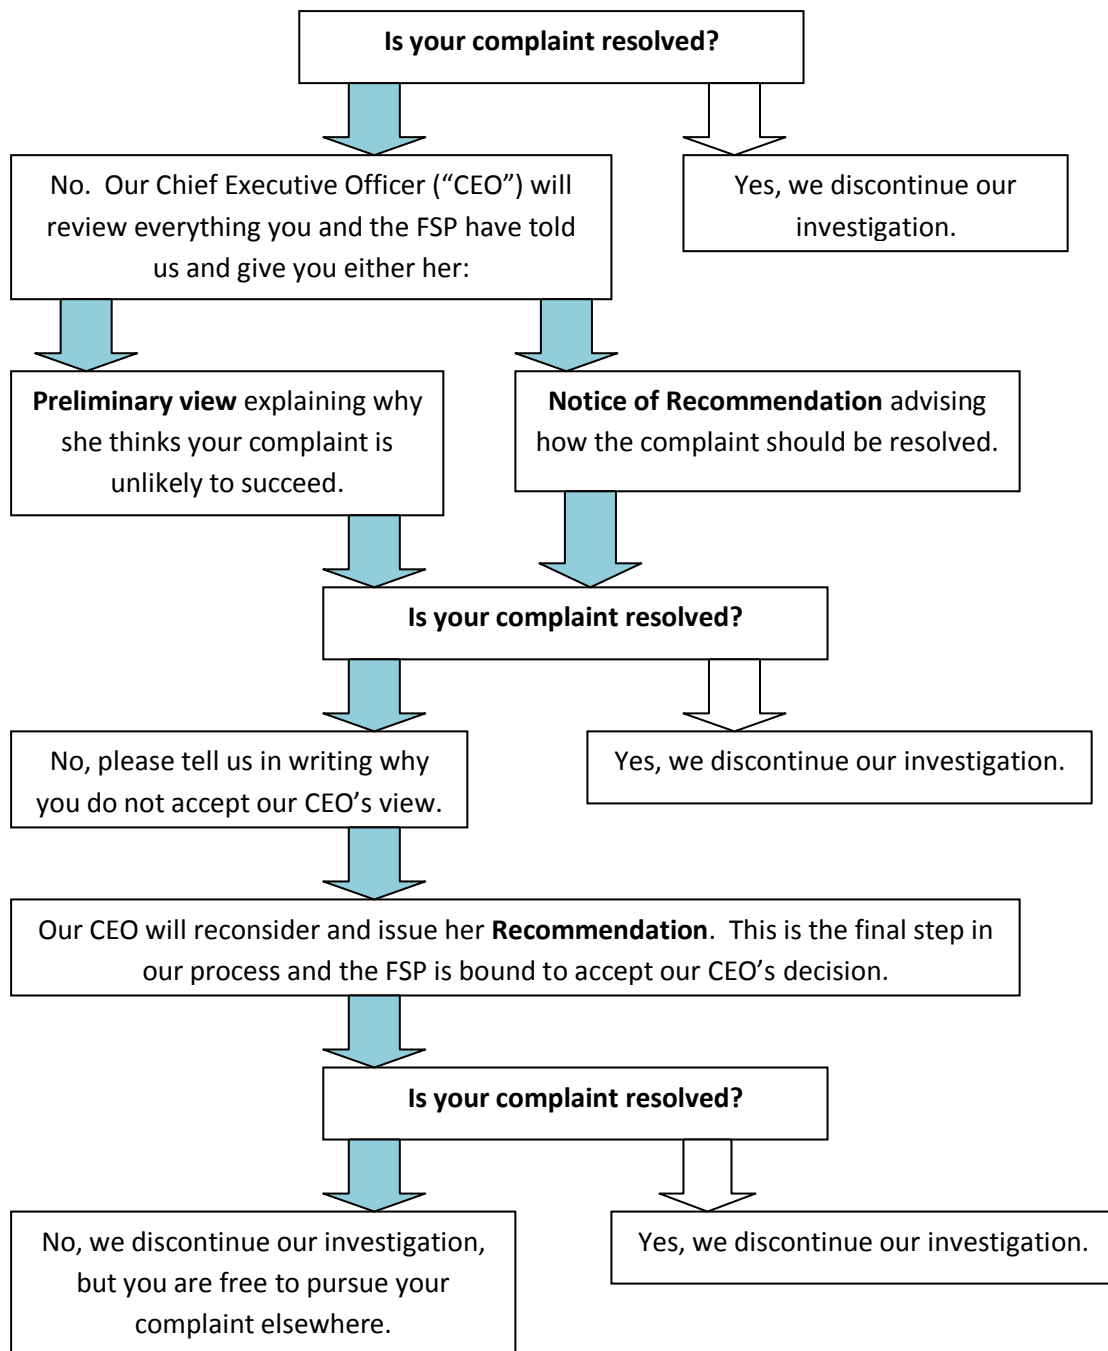 Is your complaint resolved?
No.  Our Chief Executive Officer (“CEO”) will
review everything you and the FSP have told
us and give you either her:
Yes, we discontinue our
investigation.
Preliminary view explaining why
she thinks your complaint is
unlikely to succeed.
Notice of Recommendation advising
how the complaint should be resolved.
Is your complaint resolved?
No, please tell us in writing why
you do not accept our CEO’s view.
Yes, we discontinue our investigation.
Our CEO will reconsider and issue her Recommendation.  This is the final step in
our process and the FSP is bound to accept our CEO’s decision.
Is your complaint resolved?
No, we discontinue our investigation,
but you are free to pursue your
complaint elsewhere.
Yes, we discontinue our investigation.